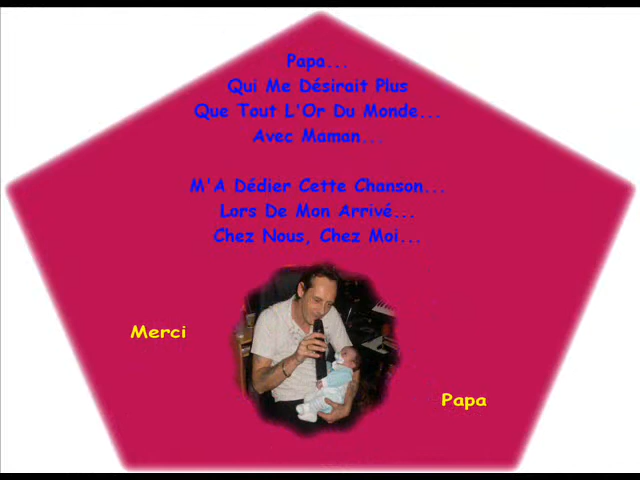 Papa...
Qui Me Désirait Plus
Que Tout L'Or Du Monde...
Avec Maman...
M'A Dédier Cette Chanson...
Lors De Mon Arrivé...
Chez Nous, Chez Moi...
Merci
Papa